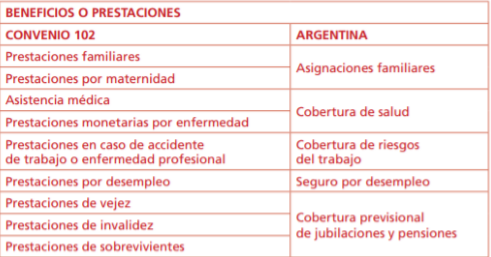 BENEFICIOS O PRESTACIONES
CONVENIO 102
ARGENTINA
Prestaciones familiares
Prestaciones por maternidad
Asignaciones familiares
Asistencia médica
Prestaciones monetarias por enfermedad
Cobertura de salud
Prestaciones en caso de accidente
de trabajo o enfermedad profesional
Cobertura de riesgos
del trabajo
Prestaciones por desempleo
Seguro por desempleo
Prestaciones de vejez
Prestaciones de invalidez
Prestaciones de sobrevivientes
Cobertura previsional
de jubilaciones y pensiones